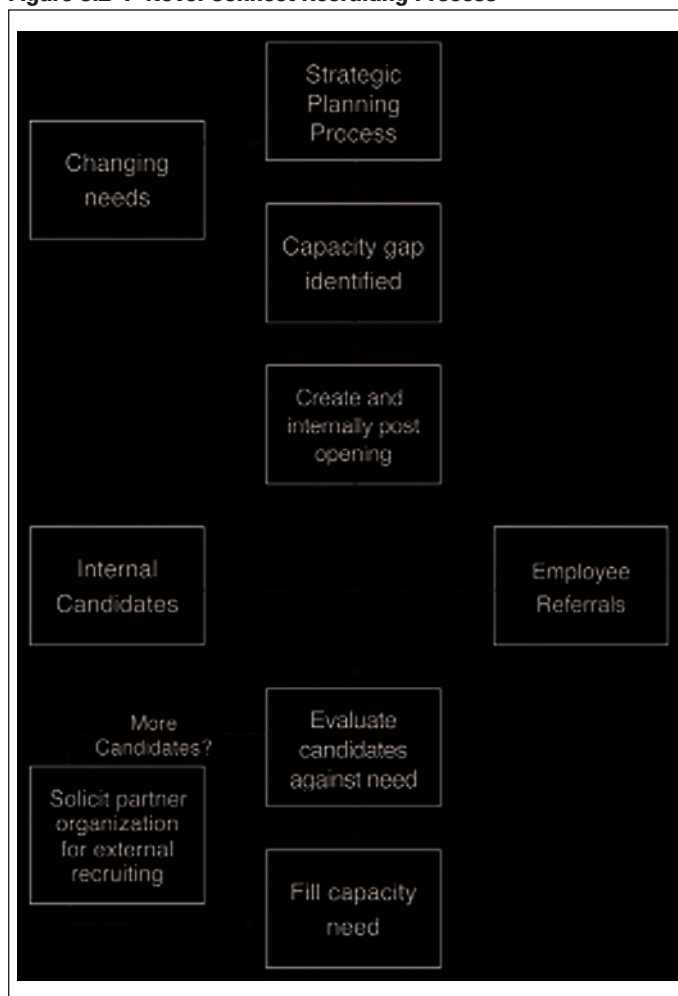 Strategic
Planning
Process
Changing
needs
Capacity gap
identified
Create and
internally post
opening
Internal
Candidates
Employee
Referrals
More
Candidates?
Evaluate
candidates
against need
Solicit partner
organization
for external
recruiting
Fill capacity
need